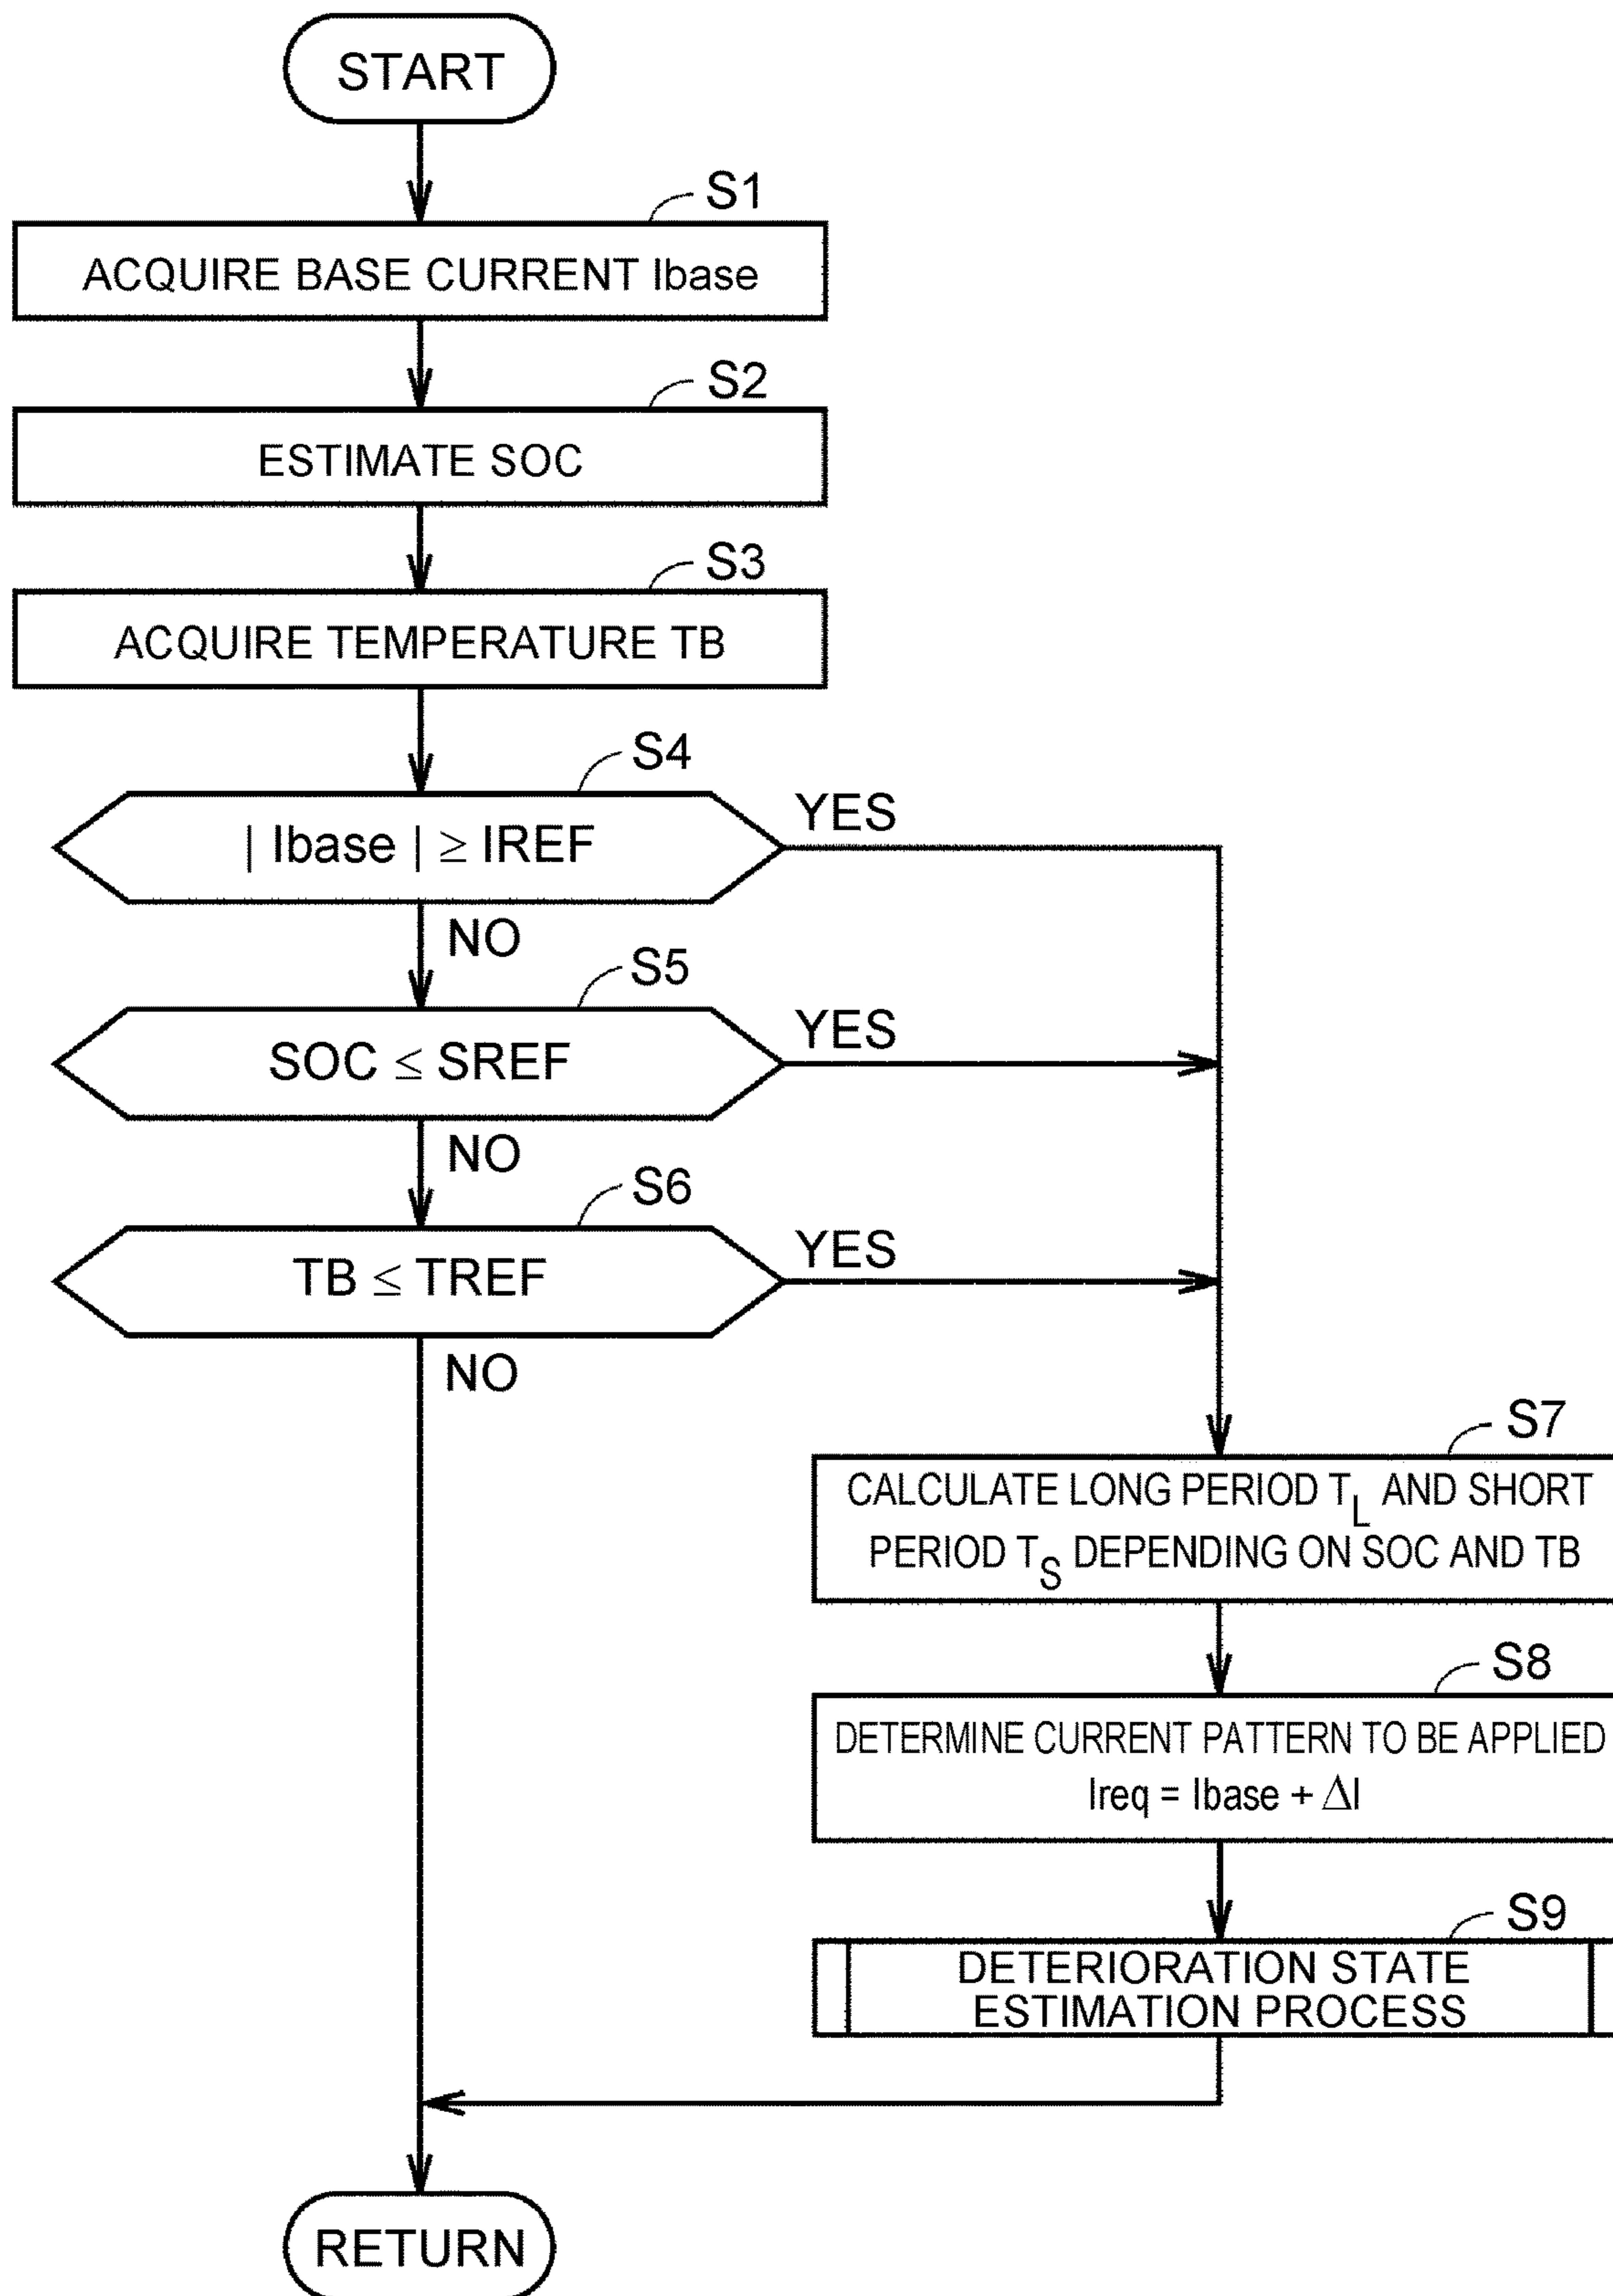 START
S1
ACQUIRE BASE CURRENT Ibase
S2
ESTIMATE SOC
S3
ACQUIRE TEMPERATURE TB
S4
| Ibase | ≥ IREF
YES
NO
S5
SOC ≤ SREF
YES
NO
S6
TB ≤ TREF
YES
NO
S7
CALCULATE LONG PERIOD T_L AND SHORT
PERIOD T_S DEPENDING ON SOC AND TB
S8
DETERMINE CURRENT PATTERN TO BE APPLIED
Ireq = Ibase + ΔI
S9
DETERIORATION STATE
ESTIMATION PROCESS
RETURN